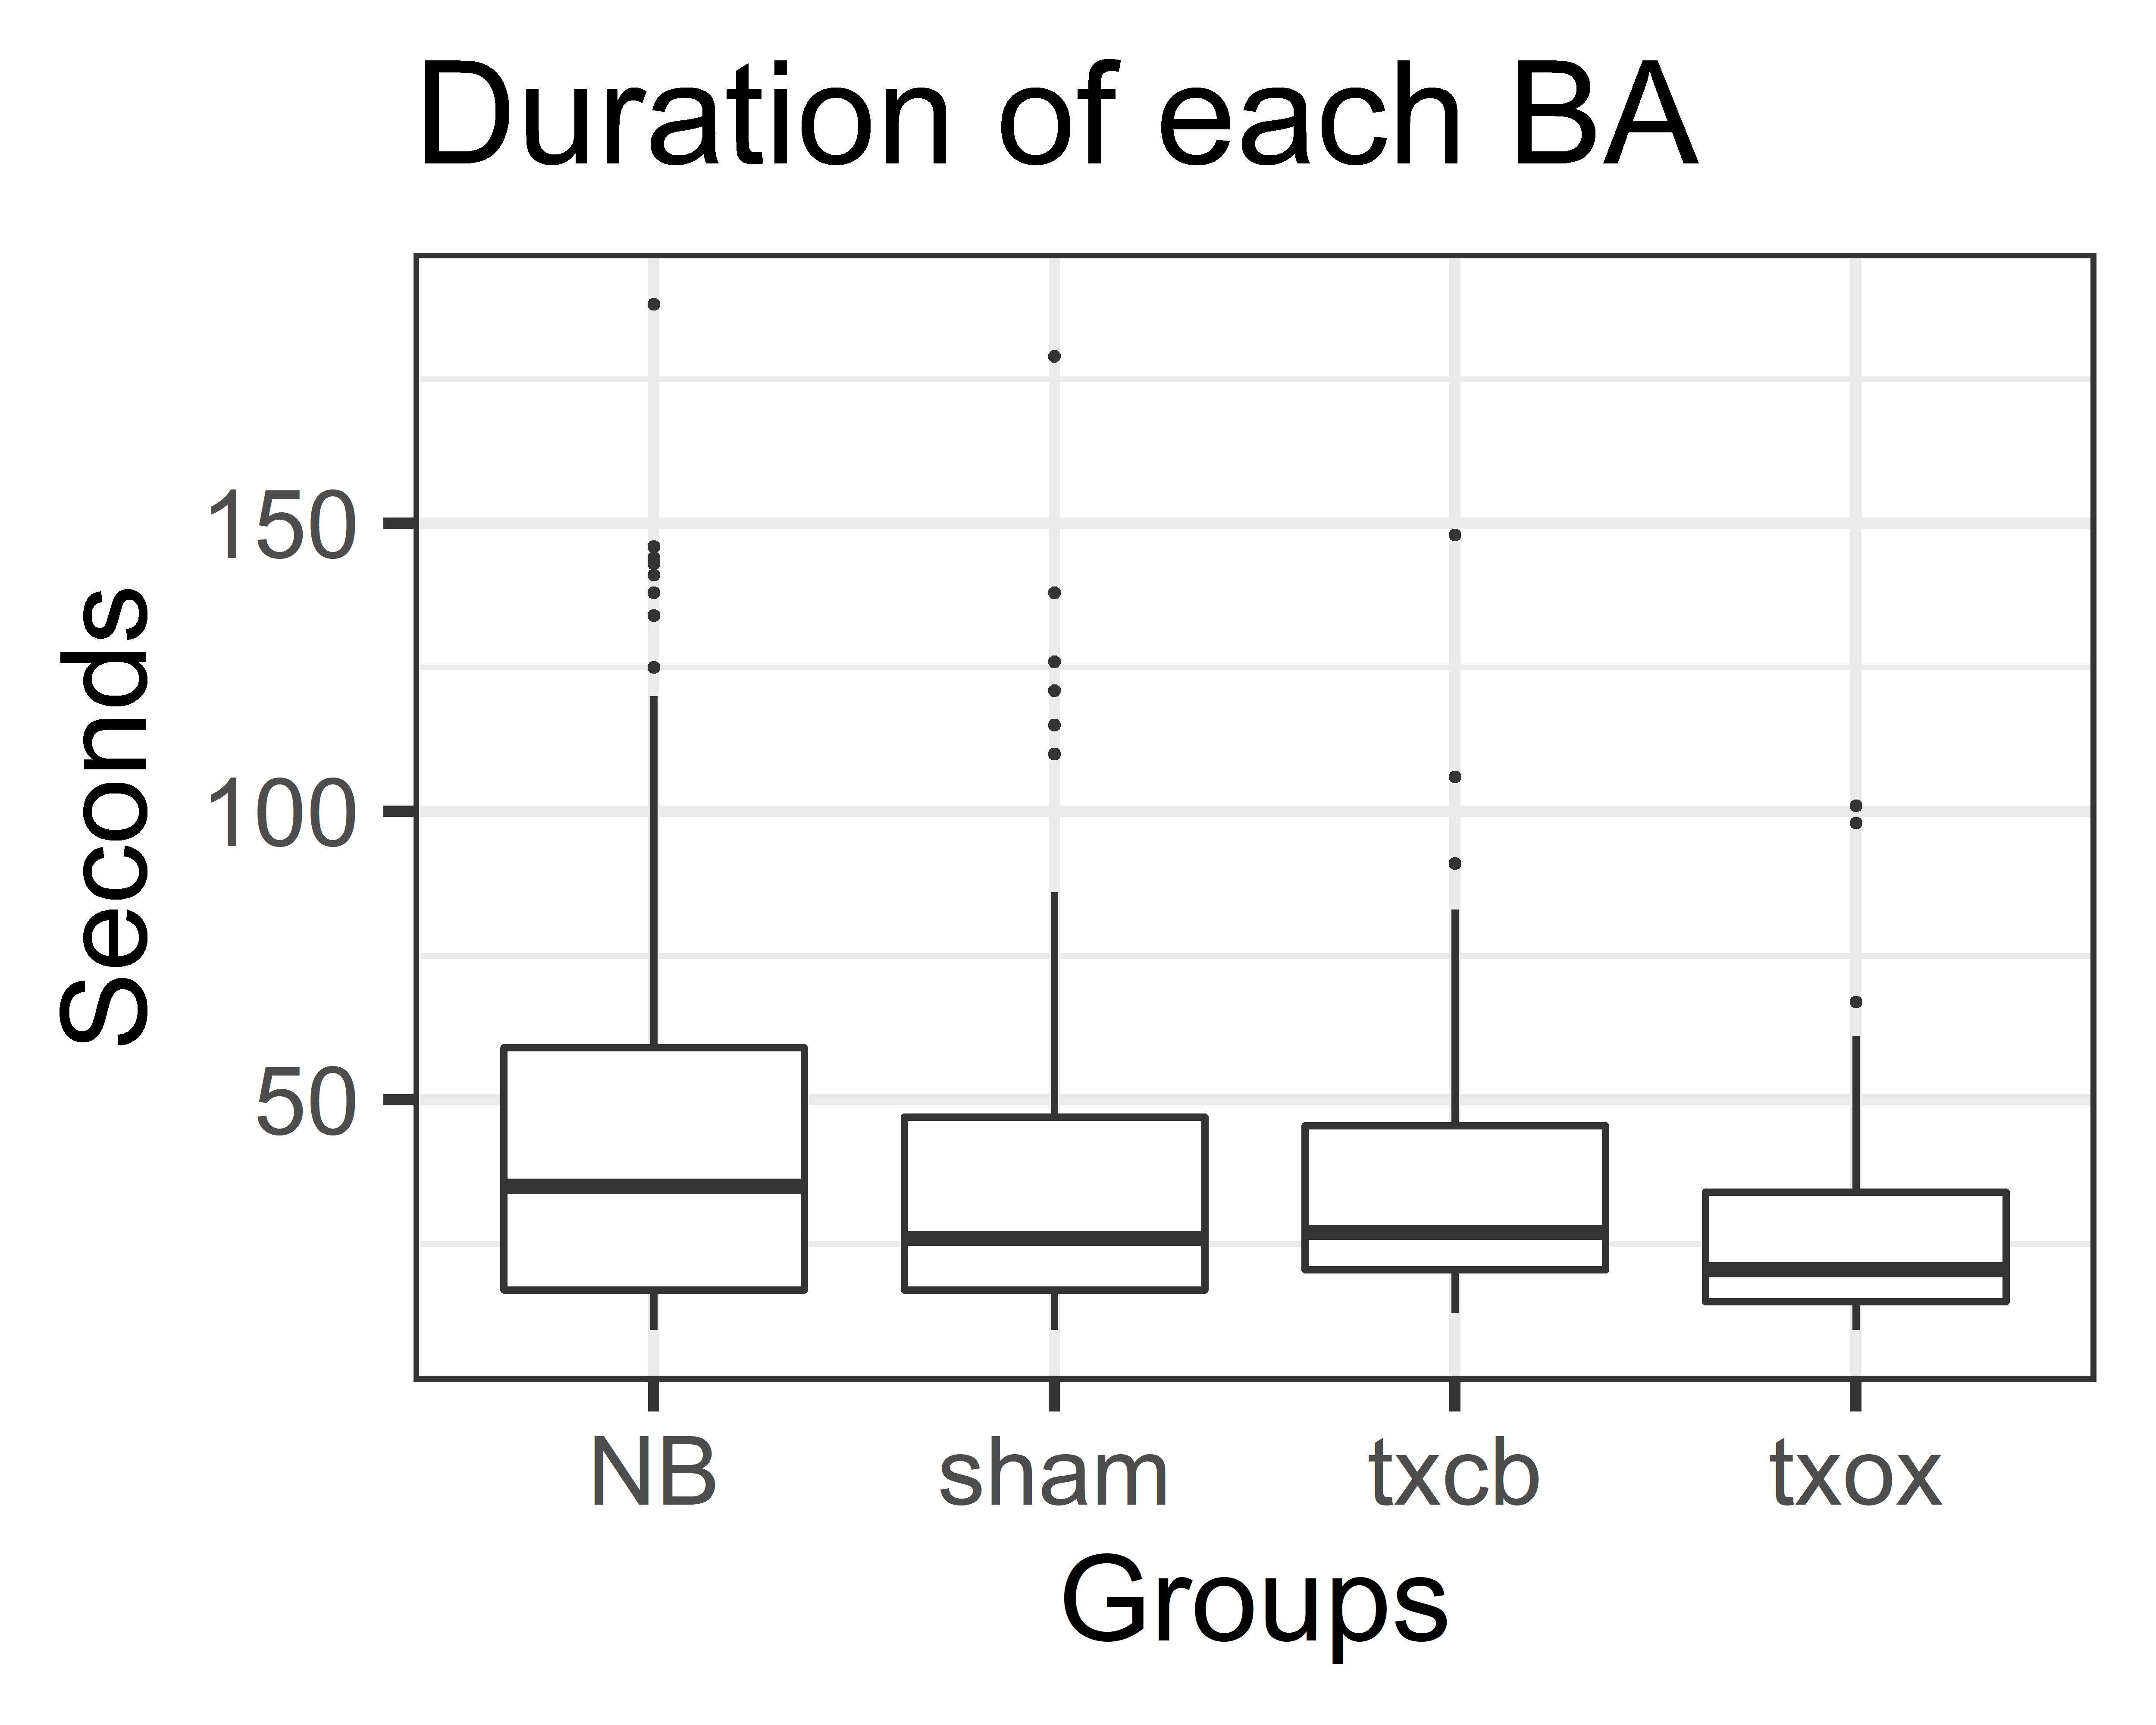 Duration of each BA
150
100
50
Seconds
NB sham txcb txox
Groups